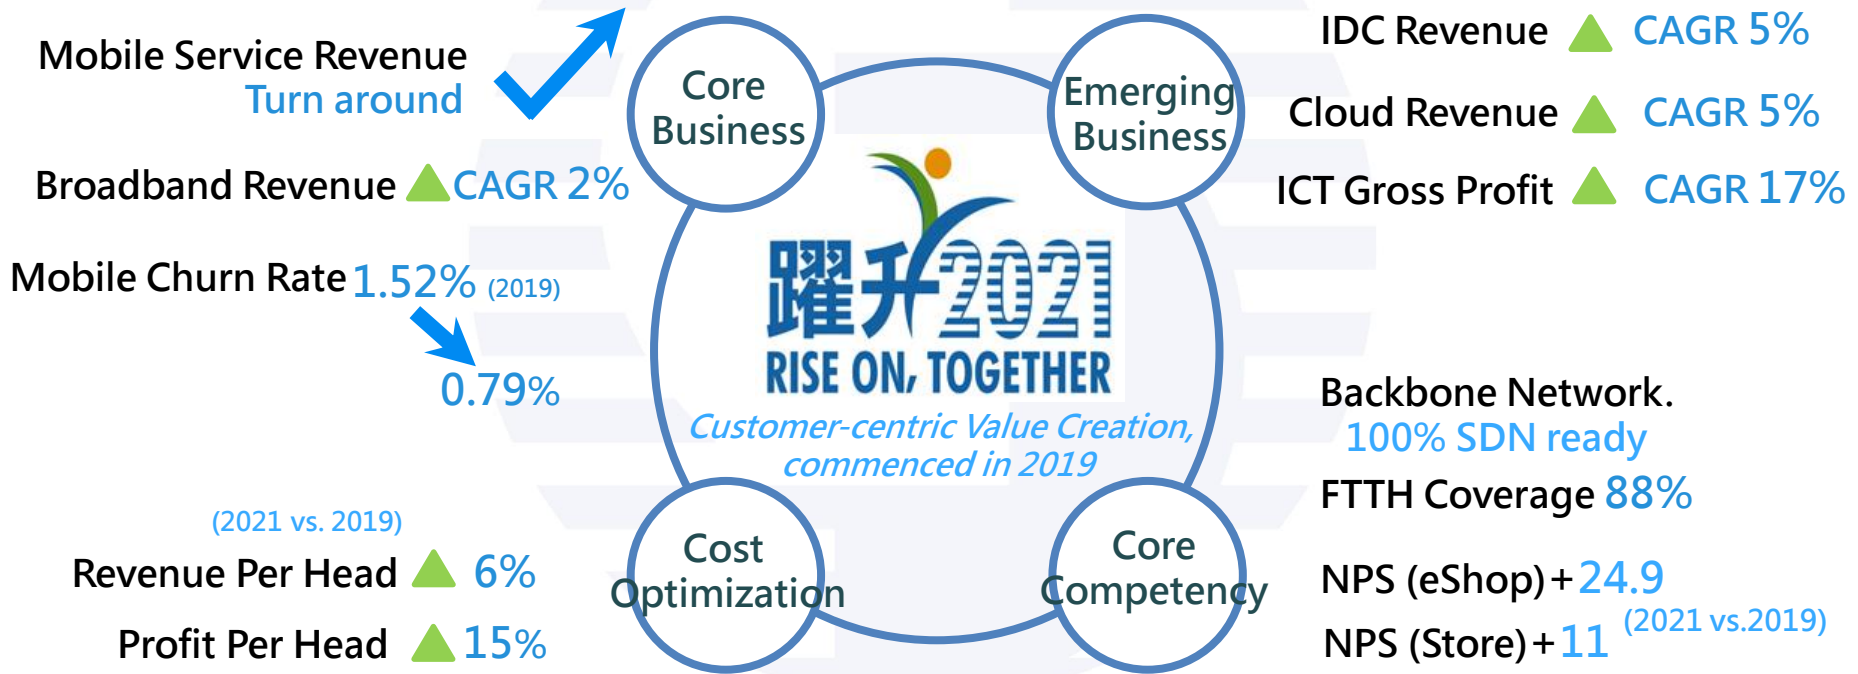 Mobile Service Revenue
Turn around
Broadband Revenue CAGR 2%
Mobile Churn Rate 1.52% (2019)
0.79%
Core
Business
Emerging
Business
IDC Revenue CAGR 5%
Cloud Revenue CAGR 5%
ICT Gross Profit CAGR 17%
躍升2021
RISE ON, TOGETHER
Customer-centric Value Creation,
commenced in 2019
(2021 vs. 2019)
Revenue Per Head 6%
Profit Per Head 15%
Cost
Optimization
Core
Competency
Backbone Network.
100% SDN ready
FTTH Coverage 88%
NPS (eShop)+24.9
(2021 vs.2019)
NPS (Store)+11